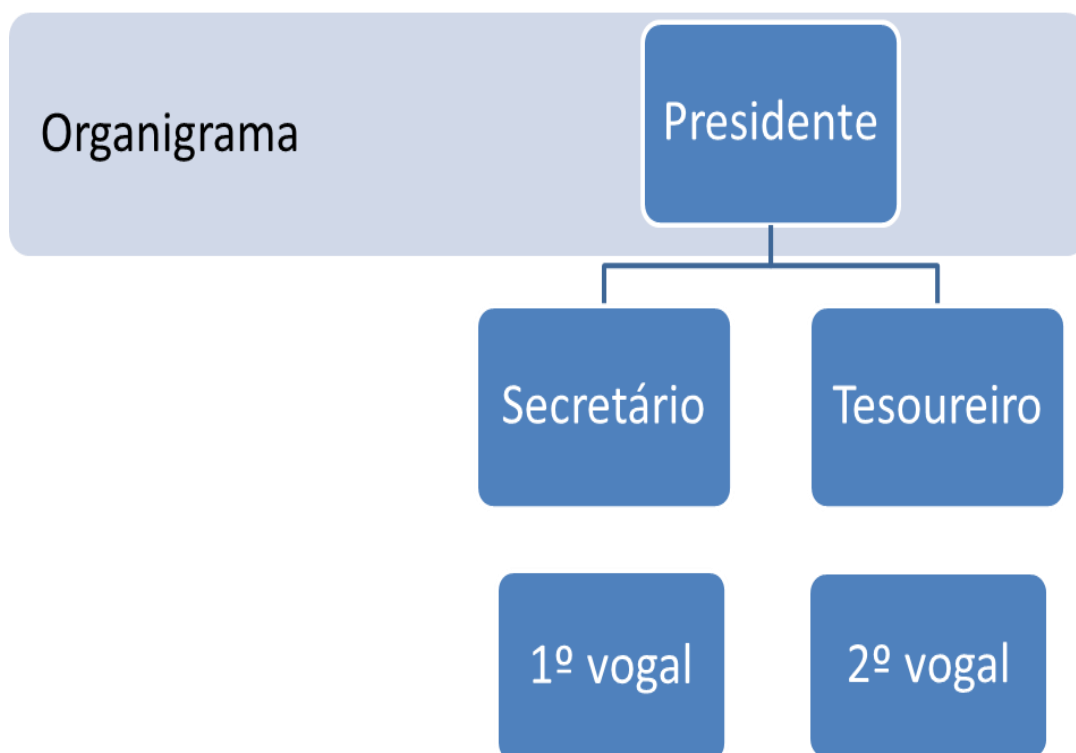 Organigrama
Presidente
Secretário
Tesoureiro
1º vogal
2º vogal